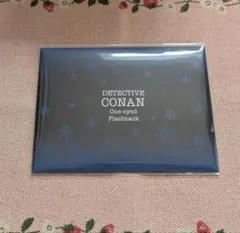 DETECTIVE
CONAN
One-eyed
Flashback